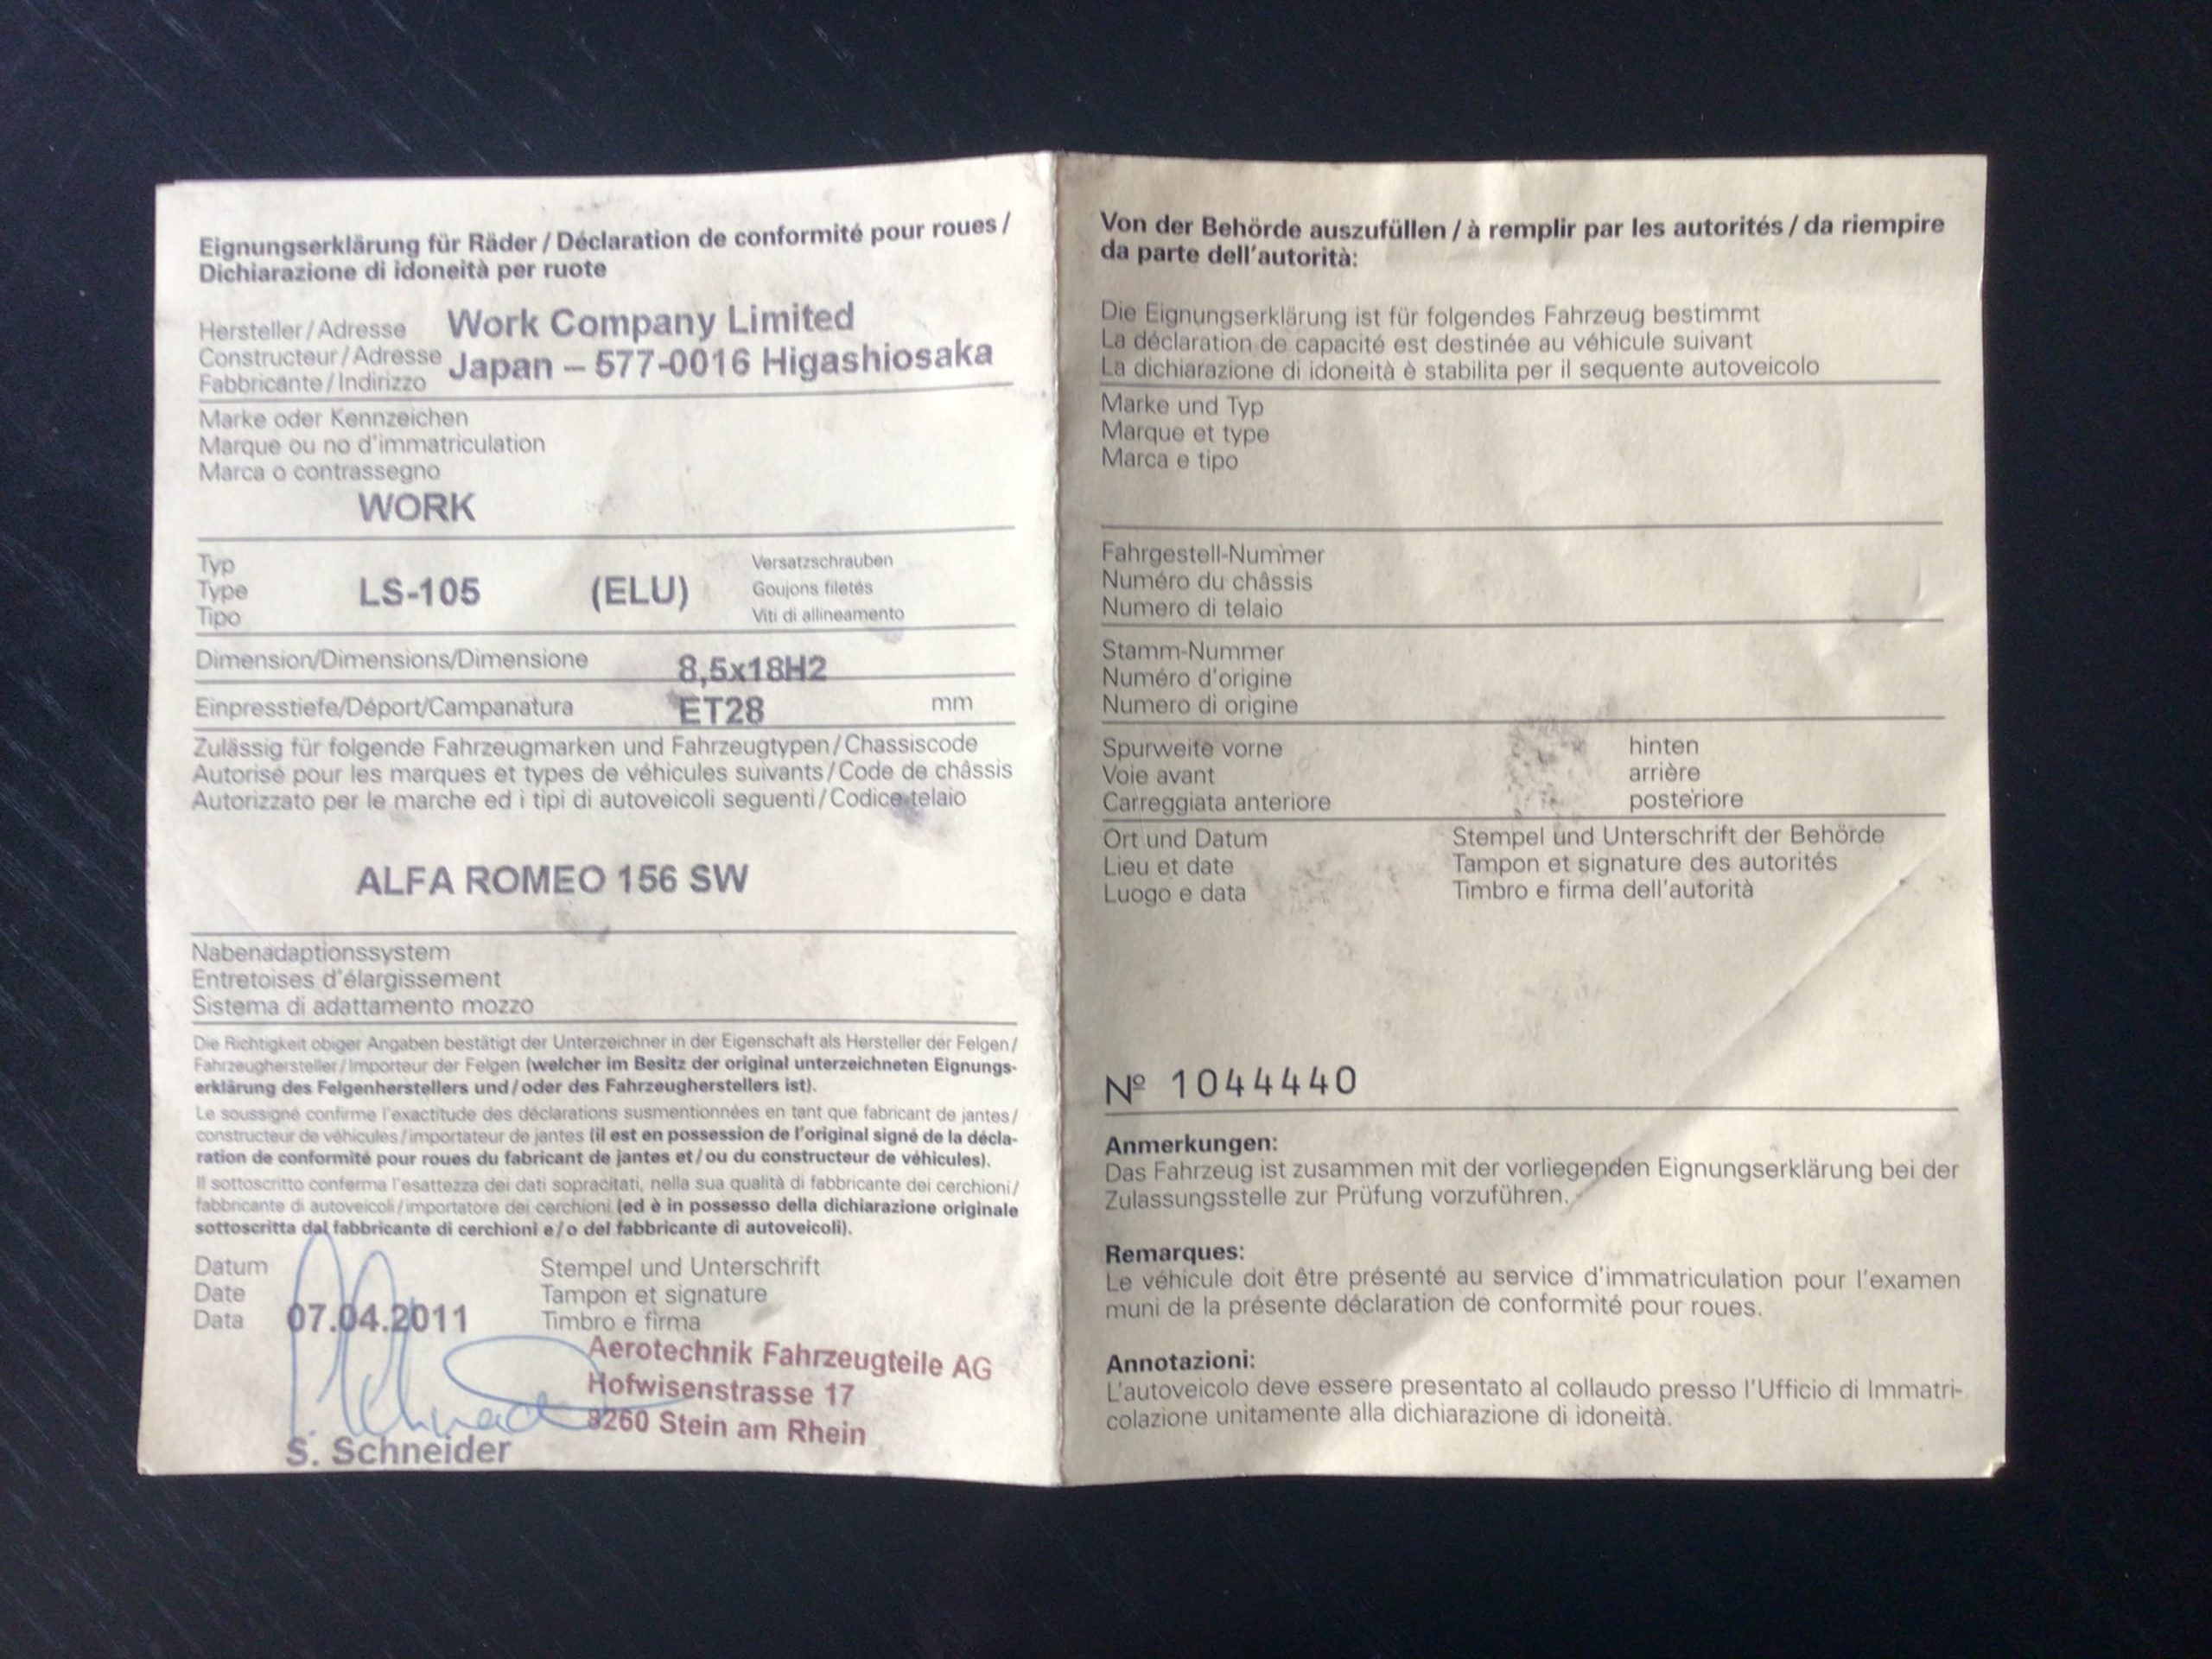 Eignungserklärung für Räder / Déclaration de conformité pour roues /
Dichiarazione di idoneità per ruote
Hersteller / Adresse Work Company Limited
Constructeur / Adresse Japan – 577-0016 Higashiosaka
Fabbricante / Indirizzo
Marke oder Kennzeichen
Marque ou no d'immatriculation
Marca o contrassegno
WORK
Typ Versatzschrauben
Type LS-105 (ELU) Goujons filetés
Tipo Viti di allineamento
Dimension/Dimensions/Dimensione 8,5x18H2
Einpresstiefe/Déport/Campanatura ET28 mm
Zulässig für folgende Fahrzeugmarken und Fahrzeugtypen / Chassiscode
Autorisé pour les marques et types de véhicules suivants / Code de châssis
Autorizzato per le marche ed i tipi di autoveicoli seguenti / Codice telaio
ALFA ROMEO 156 SW
Nabenadaptionssystem
Entretoises d'élargissement
Sistema di adattamento mozzo
Die Richtigkeit obiger Angaben bestätigt der Unterzeichner in der Eigenschaft als Hersteller der Felgen /
Fahrzeughersteller / Importeur der Felgen (welcher im Besitz der original unterzeichneten Eignungs-
erklärung des Felgenherstellers und / oder des Fahrzeugherstellers ist).
Le soussigné confirme l'exactitude des déclarations susmentionnées en tant que fabricant de jantes /
constructeur de véhicules / importateur de jantes (il est en possession de l'original signé de la décla-
ration de conformité pour roues du fabricant de jantes et / ou du constructeur de véhicules).
Il sottoscritto conferma l'esattezza dei dati sopracitati, nella sua qualità di fabbricante dei cerchioni /
fabbricante di autoveicoli / importatore dei cerchioni (ed è in possesso della dichiarazione originale
sottoscritta dal fabbricante di cerchioni e / o del fabbricante di autoveicoli).
Datum Stempel und Unterschrift
Date Tampon et signature
Data 07.04.2011 Timbro e firma
Aerotechnik Fahrzeugteile AG
Hofwisenstrasse 17
8260 Stein am Rhein
S. Schneider
Von der Behörde auszufüllen / à remplir par les autorités / da riempire
da parte dell'autorità:
Die Eignungserklärung ist für folgendes Fahrzeug bestimmt
La déclaration de capacité est destinée au véhicule suivant
La dichiarazione di idoneità è stabilita per il sequente autoveicolo
Marke und Typ
Marque et type
Marca e tipo
Fahrgestell-Nummer
Numéro du châssis
Numero di telaio
Stamm-Nummer
Numéro d'origine
Numero di origine
Spurweite vorne hinten
Voie avant arrière
Carreggiata anteriore posteriore
Ort und Datum Stempel und Unterschrift der Behörde
Lieu et date Tampon et signature des autorités
Luogo e data Timbro e firma dell'autorità
Nº 1044440
Anmerkungen:
Das Fahrzeug ist zusammen mit der vorliegenden Eignungserklärung bei der
Zulassungsstelle zur Prüfung vorzuführen.
Remarques:
Le véhicule doit être présenté au service d'immatriculation pour l'examen
muni de la présente déclaration de conformité pour roues.
Annotazioni:
L'autoveicolo deve essere presentato al collaudo presso l'Ufficio di Immatri-
colazione unitamente alla dichiarazione di idoneità.